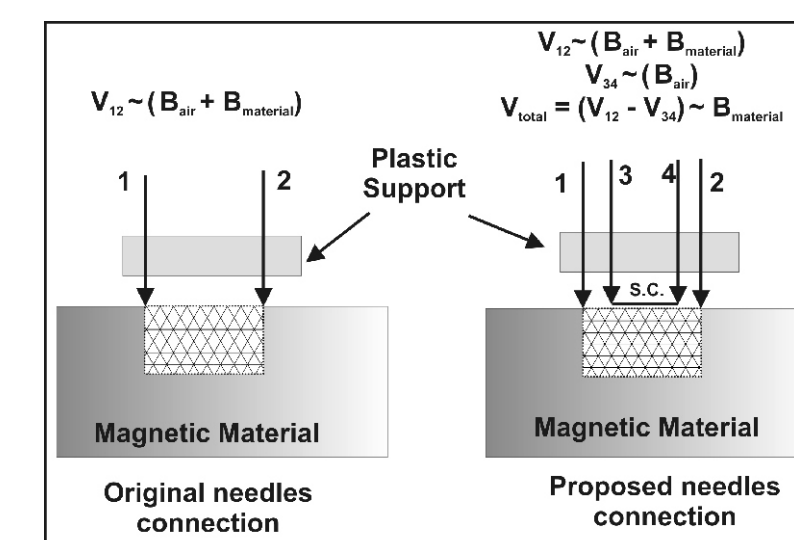 V12~(Bair + Bmaterial)
1
2
Magnetic Material
Original needles
connection
Plastic
Support
V12~(Bair + Bmaterial)
V34~(Bair)
Vtotal = (V12 - V34)~ Bmaterial
1
3
4
2
S.C.
Magnetic Material
Proposed needles
connection